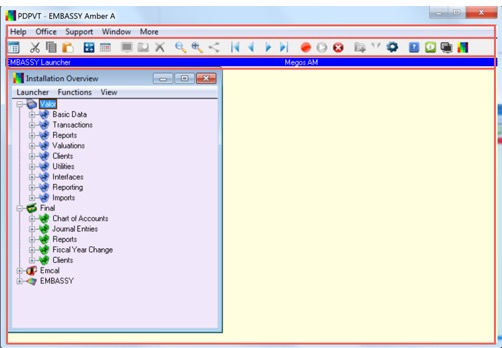 PDPVT - EMBASSY Amber A
Help Office Support Window More
EMBASSY Launcher Megos AM
Installation Overview
Launcher Functions View
Valor
Basic Data
Transactions
Reports
Valuations
Clients
Utilities
Interfaces
Reporting
Imports
Final
Chart of Accounts
Journal Entries
Reports
Fiscal Year Change
Clients
Emcal
EMBASSY